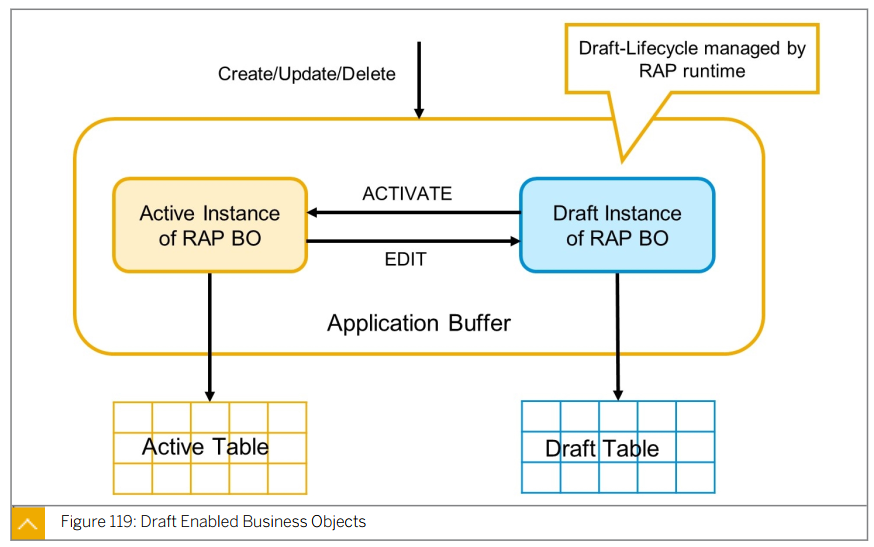 Draft-Lifecycle managed by
RAP runtime
Create/Update/Delete
Active Instance
of RAP BO
ACTIVATE
EDIT
Draft Instance
of RAP BO
Application Buffer
Active Table
Draft Table
Figure 119: Draft Enabled Business Objects